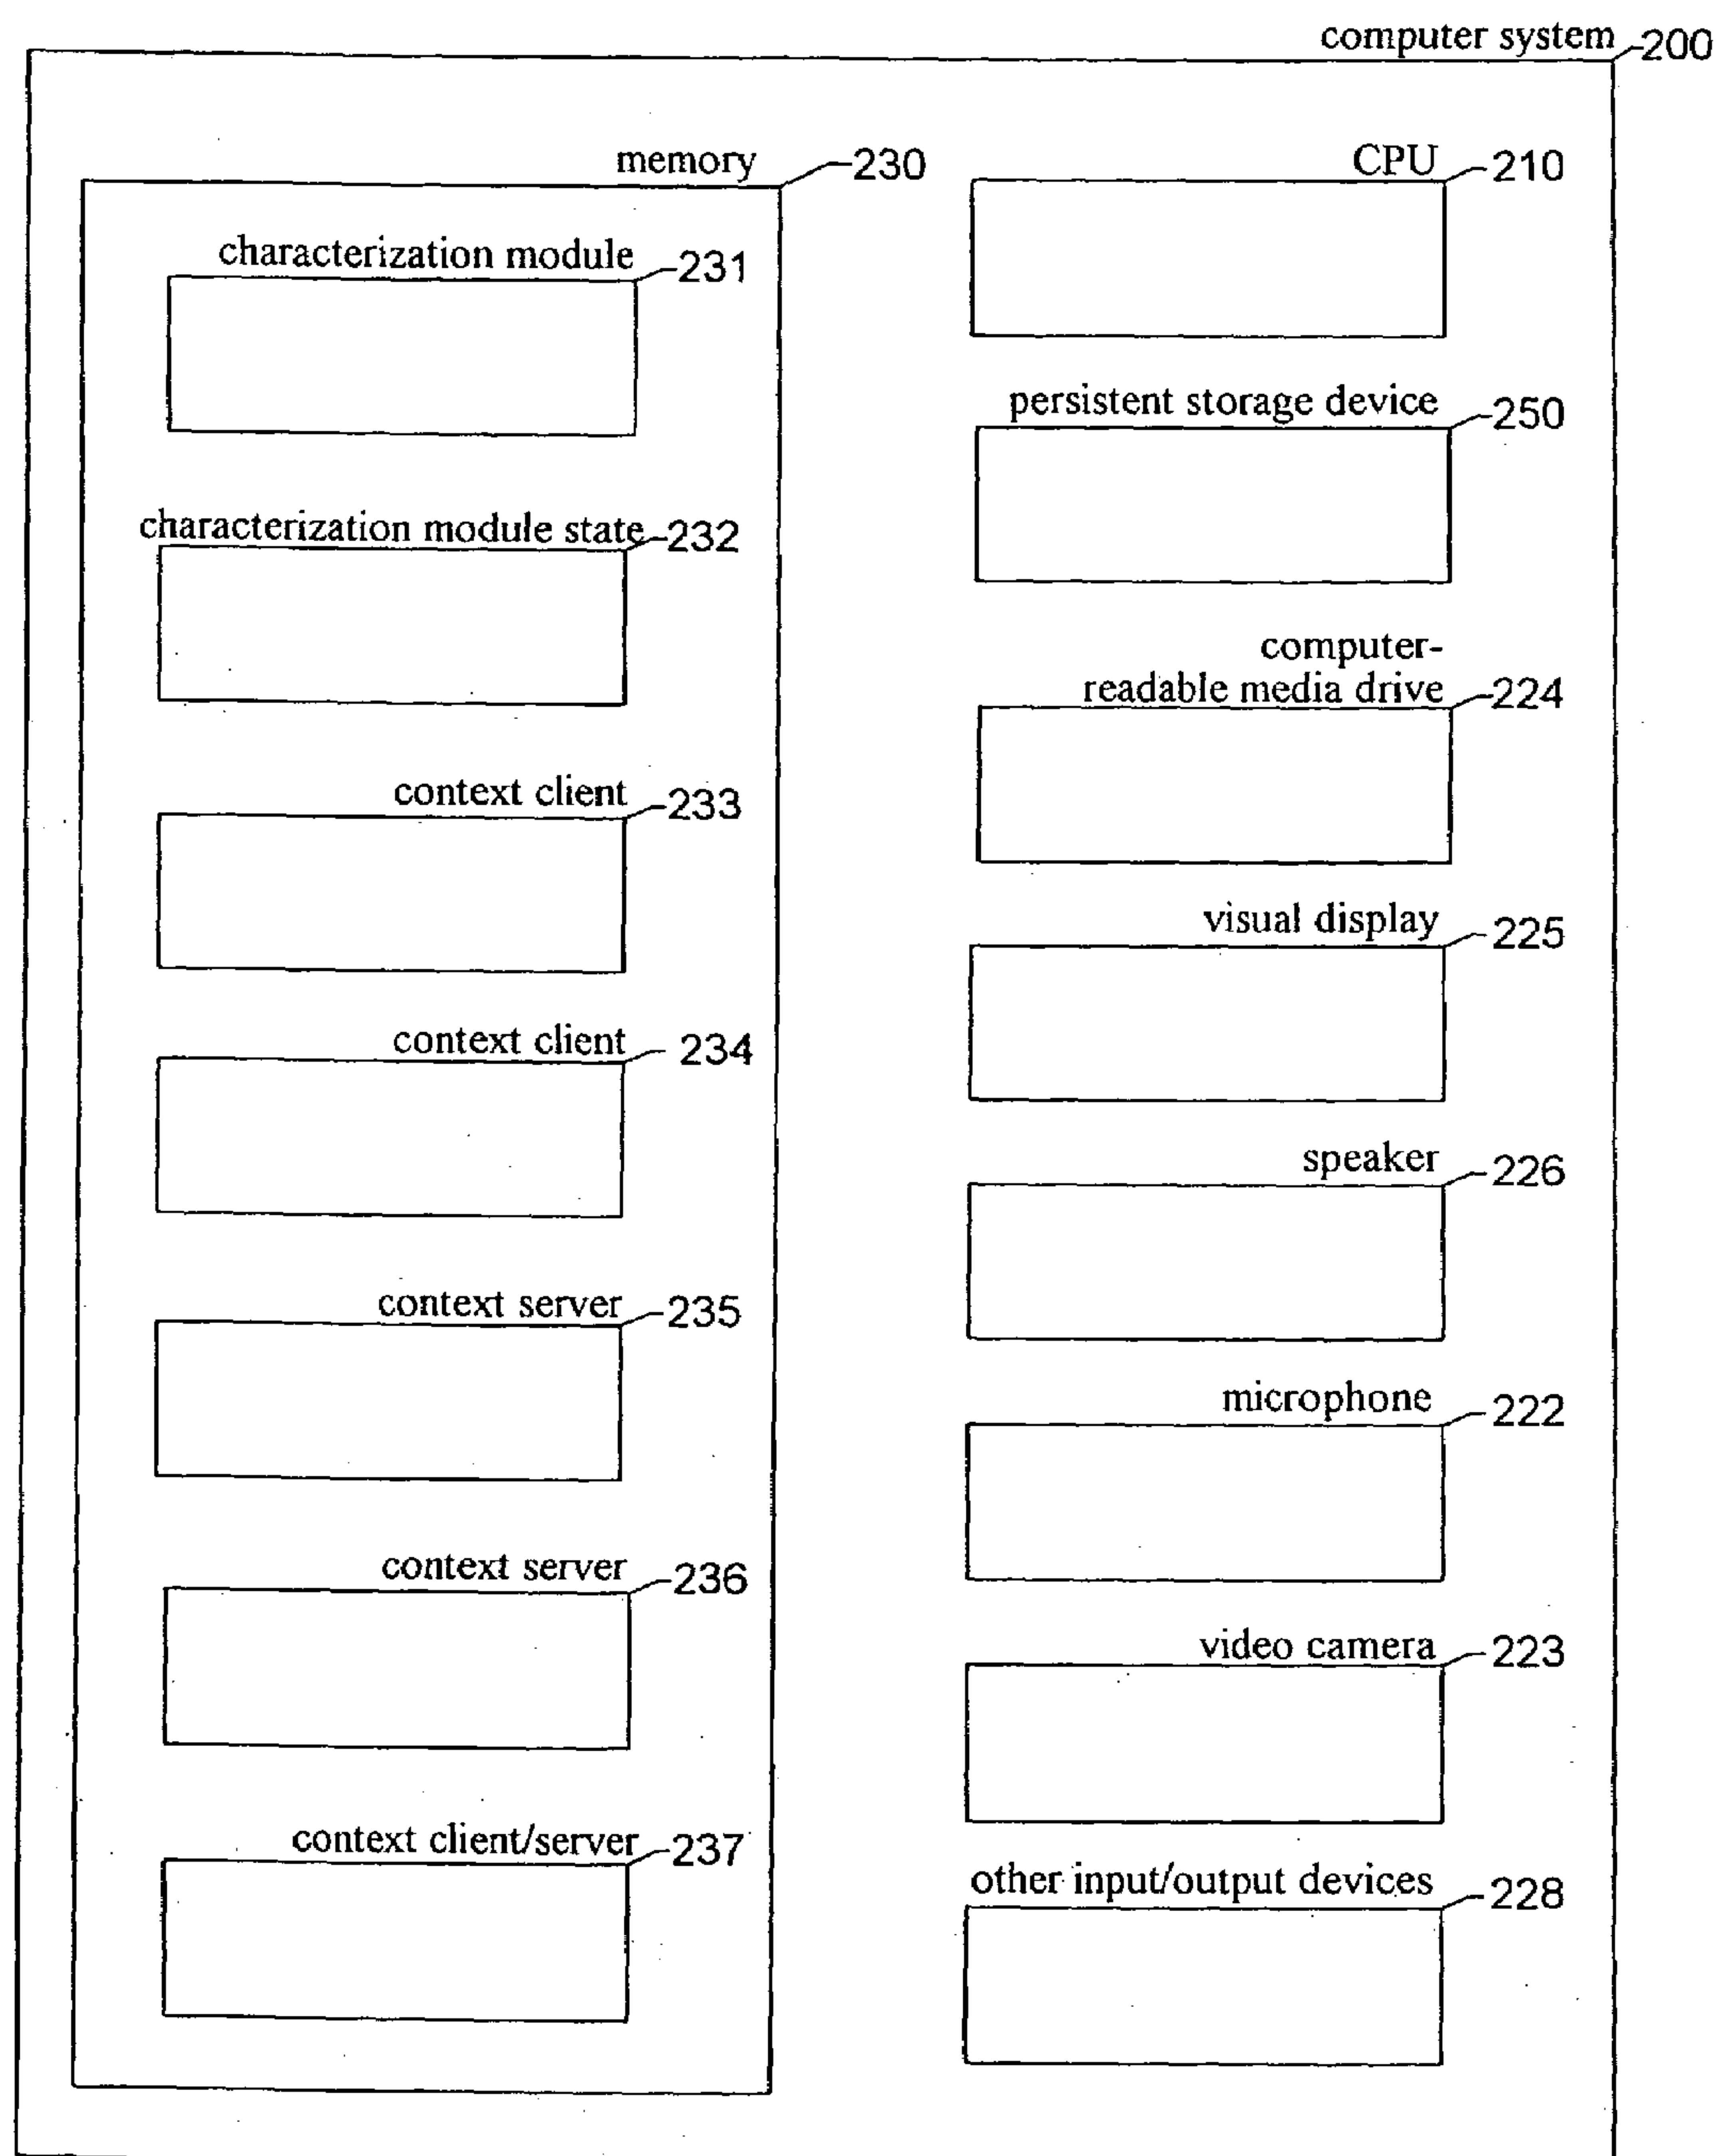 computer system 200
memory 230
characterization module 231
characterization module state 232
context client 233
context client 234
context server 235
context server 236
context client/server 237
CPU 210
persistent storage device 250
computer-
readable media drive 224
visual display 225
speaker 226
microphone 222
video camera 223
other input/output devices 228